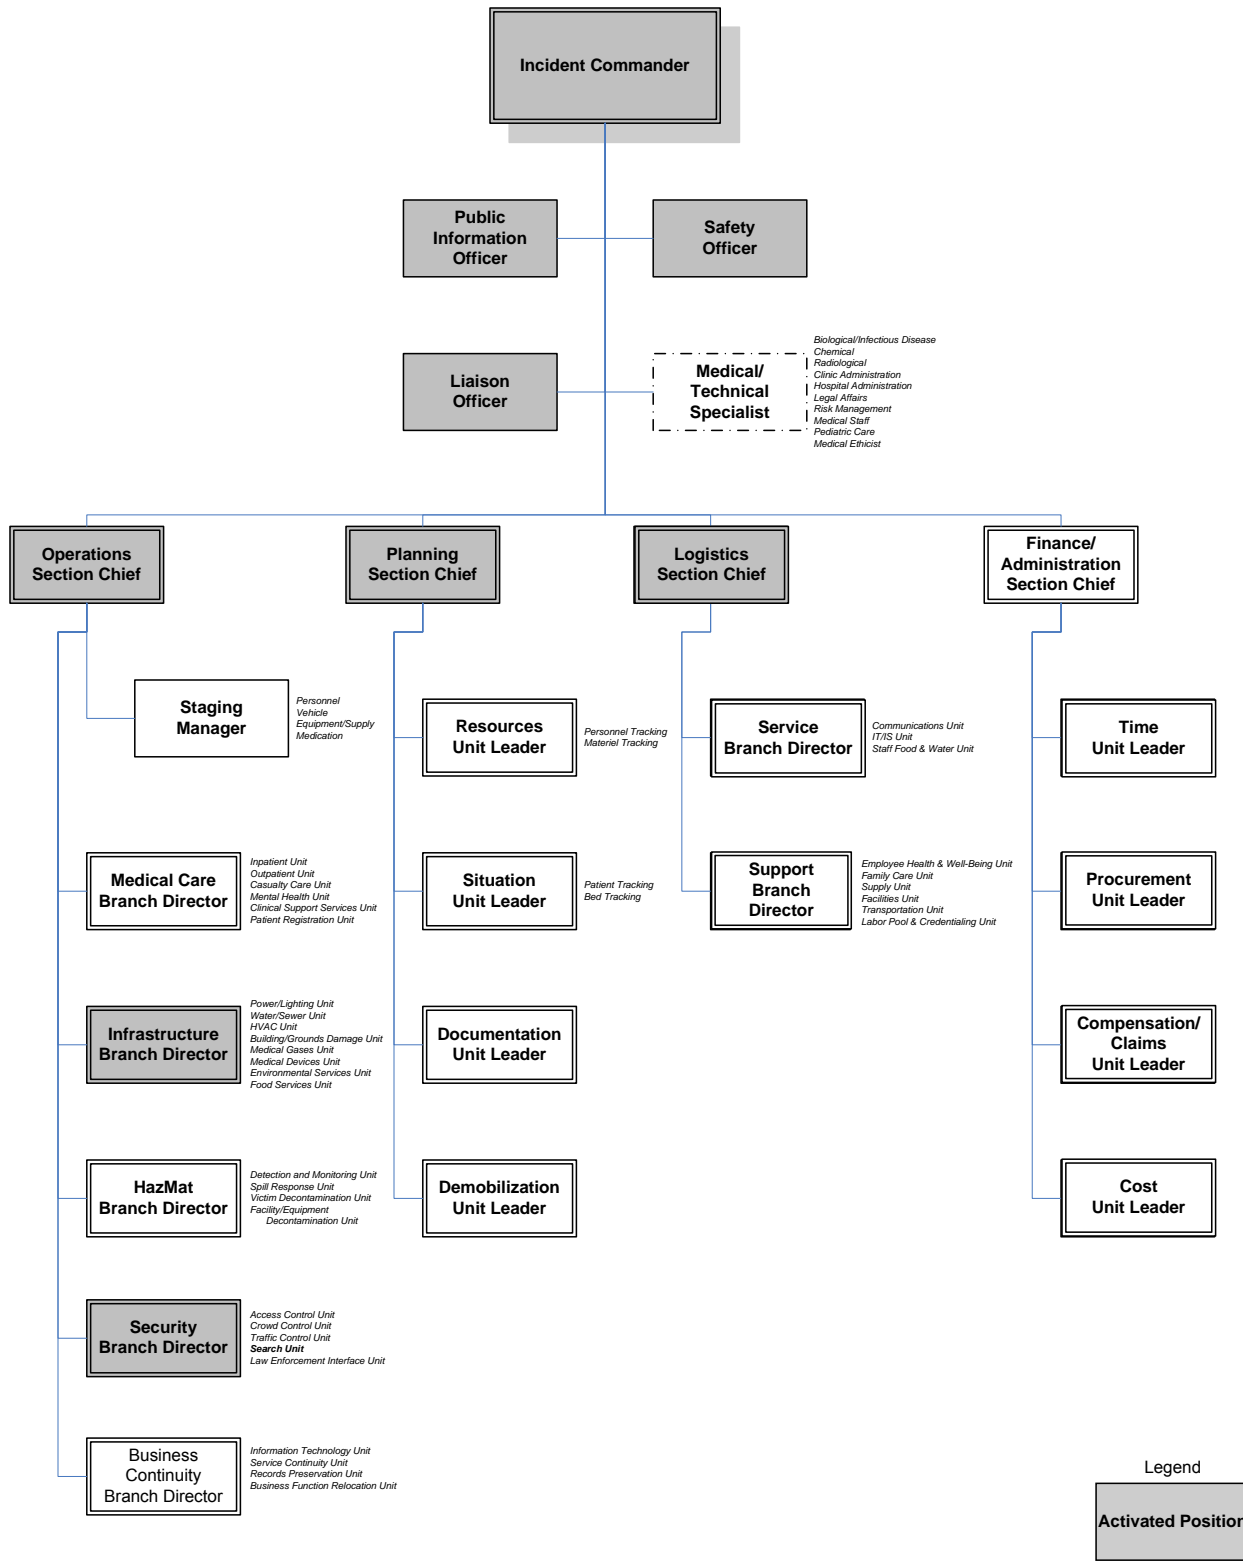 Incident Commander
Public
Information
Officer
Safety
Officer
Liaison
Officer
Medical/
Technical
Specialist
Biological/Infectious Disease
Chemical
Radiological
Clinic Administration
Hospital Administration
Legal Affairs
Risk Management
Medical Staff
Pediatric Care
Medical Ethicist
Operations
Section Chief
Planning
Section Chief
Logistics
Section Chief
Finance/
Administration
Section Chief
Staging
Manager
Personnel
Vehicle
Equipment/Supply
Medication
Resources
Unit Leader
Personnel Tracking
Materiel Tracking
Service
Branch Director
Communications Unit
IT/IS Unit
Staff Food & Water Unit
Time
Unit Leader
Medical Care
Branch Director
Inpatient Unit
Outpatient Unit
Casualty Care Unit
Mental Health Unit
Clinical Support Services Unit
Patient Registration Unit
Situation
Unit Leader
Patient Tracking
Bed Tracking
Support
Branch
Director
Employee Health & Well-Being Unit
Family Care Unit
Supply Unit
Facilities Unit
Transportation Unit
Labor Pool & Credentialing Unit
Procurement
Unit Leader
Infrastructure
Branch Director
Power/Lighting Unit
Water/Sewer Unit
HVAC Unit
Building/Grounds Damage Unit
Medical Gases Unit
Medical Devices Unit
Environmental Services Unit
Food Services Unit
Documentation
Unit Leader
Compensation/
Claims
Unit Leader
HazMat
Branch Director
Detection and Monitoring Unit
Spill Response Unit
Victim Decontamination Unit
Facility/Equipment
Decontamination Unit
Demobilization
Unit Leader
Cost
Unit Leader
Security
Branch Director
Access Control Unit
Crowd Control Unit
Traffic Control Unit
Search Unit
Law Enforcement Interface Unit
Business
Continuity
Branch Director
Information Technology Unit
Service Continuity Unit
Records Preservation Unit
Business Function Relocation Unit
Legend
Activated Position